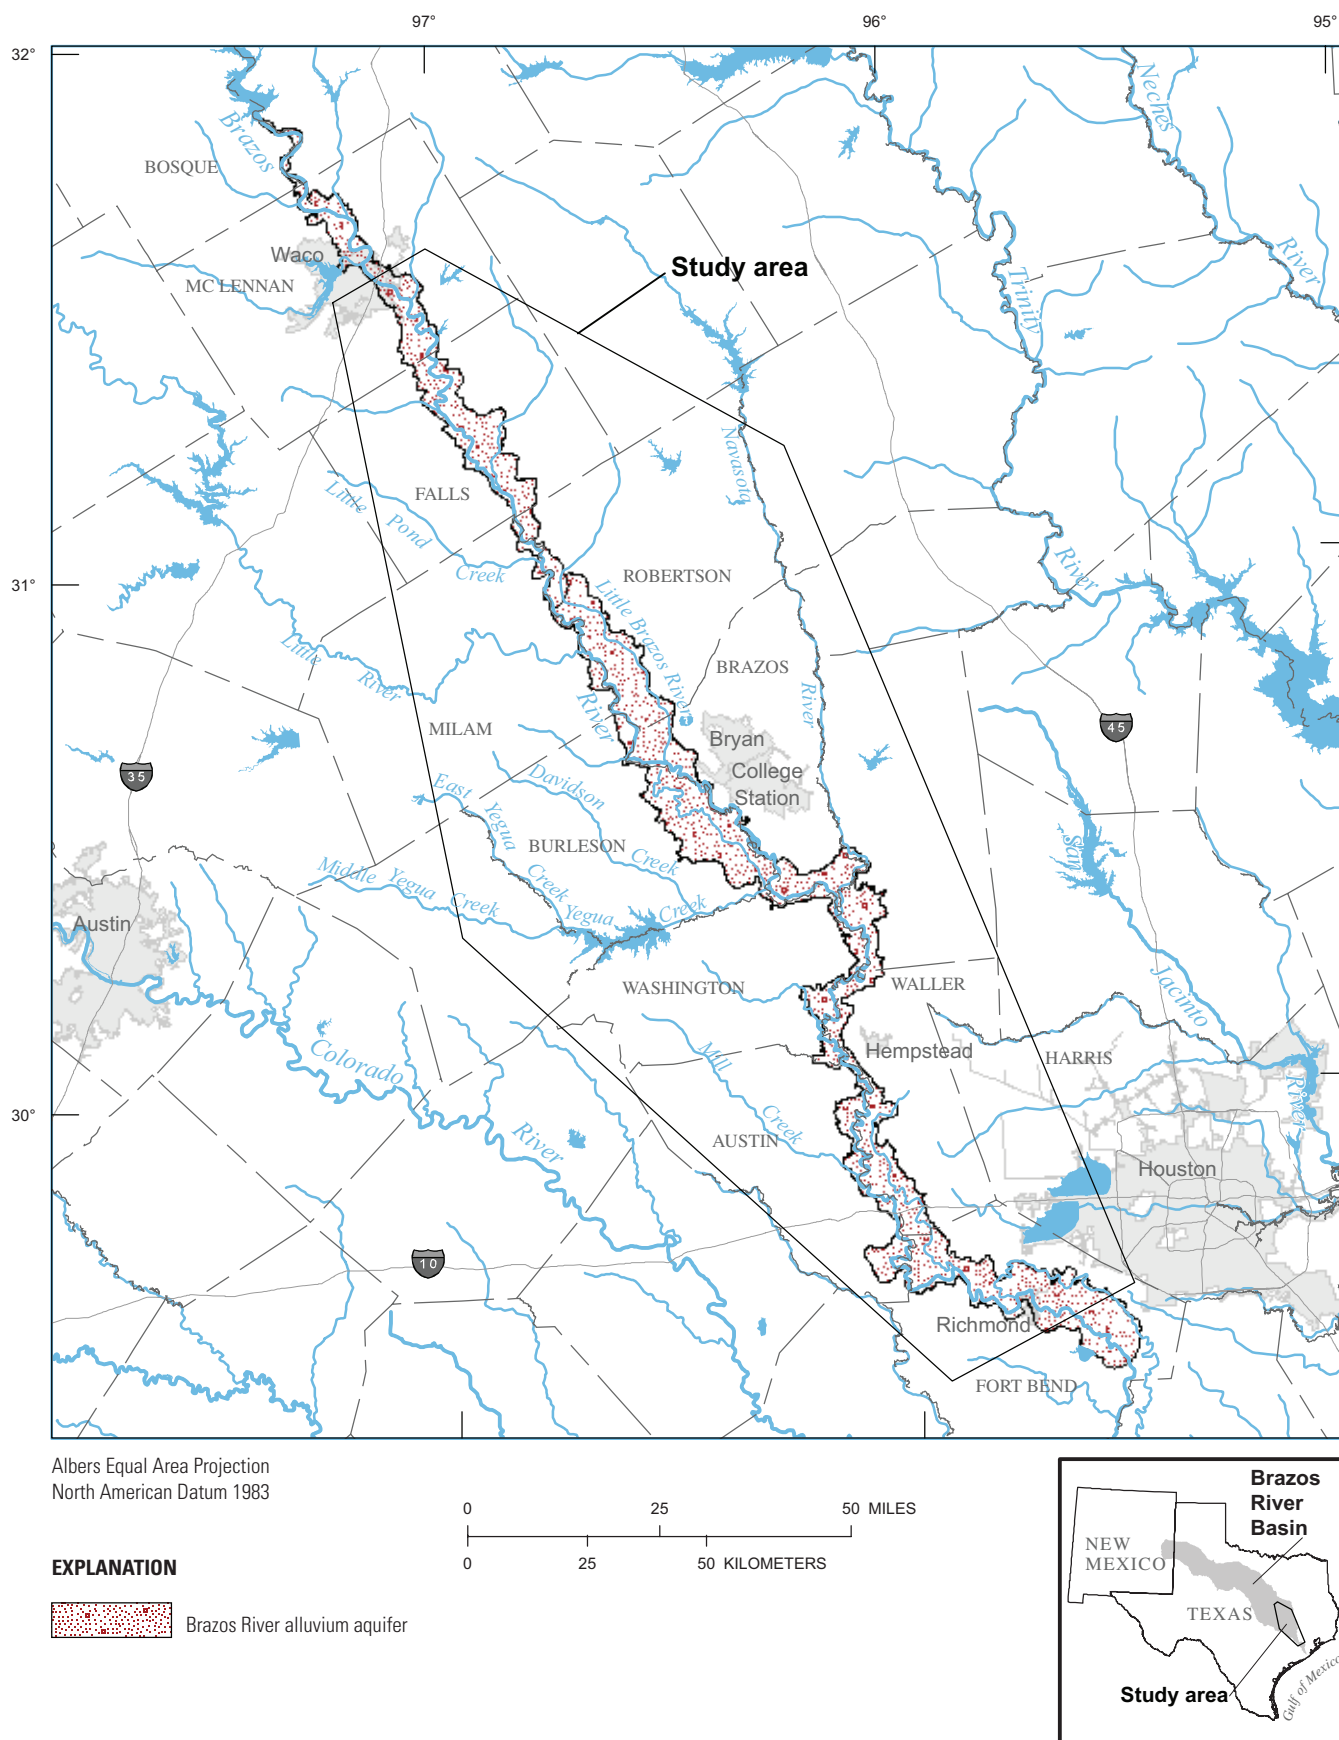 97°
96°
95°
32°
Brazos
Neches
BOSQUE
Waco
Study area
River
MC LENNAN
Trinity
Navasota
FALLS
Little Pond Creek
River
31°
ROBERTSON
Little Brazos River
Little River
BRAZOS
River
River
MILAM
45
Bryan
35
College
Station
Davidson Creek
East Yegua Creek
BURLESON
San
Middle Yegua Creek
Yegua Creek
Austin
WASHINGTON
WALLER
Jacinto
Mill Creek
Hempstead
HARRIS
Colorado
River
River
30°
AUSTIN
Houston
10
Richmond
FORT BEND
Albers Equal Area Projection
North American Datum 1983
0 25 50 MILES
0 25 50 KILOMETERS
EXPLANATION
Brazos River alluvium aquifer
Brazos
River
Basin
NEW
MEXICO
TEXAS
Study area
Gulf of Mexico